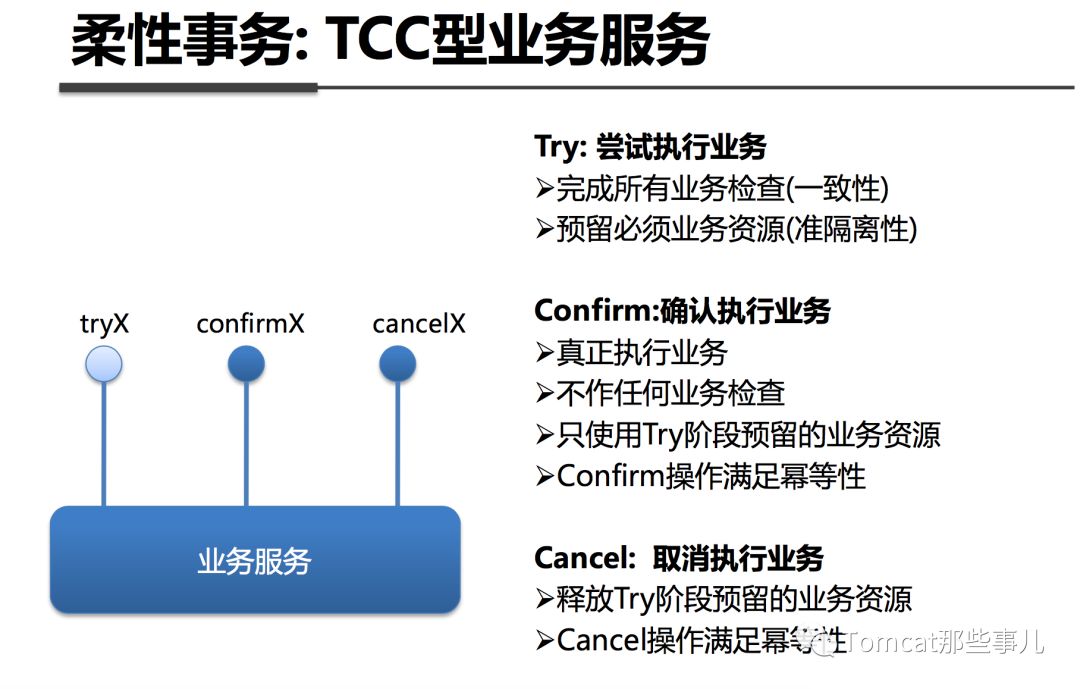 柔性事务: TCC型业务服务
Try: 尝试执行业务
➢完成所有业务检查(一致性)
➢预留必须业务资源(准隔离性)
Confirm:确认执行业务
➢真正执行业务
➢不作任何业务检查
➢只使用Try阶段预留的业务资源
➢Confirm操作满足幂等性
Cancel: 取消执行业务
➢释放Try阶段预留的业务资源
➢Cancel操作满足幂等性
tryX confirmX cancelX
业务服务
Tomcat那些事儿